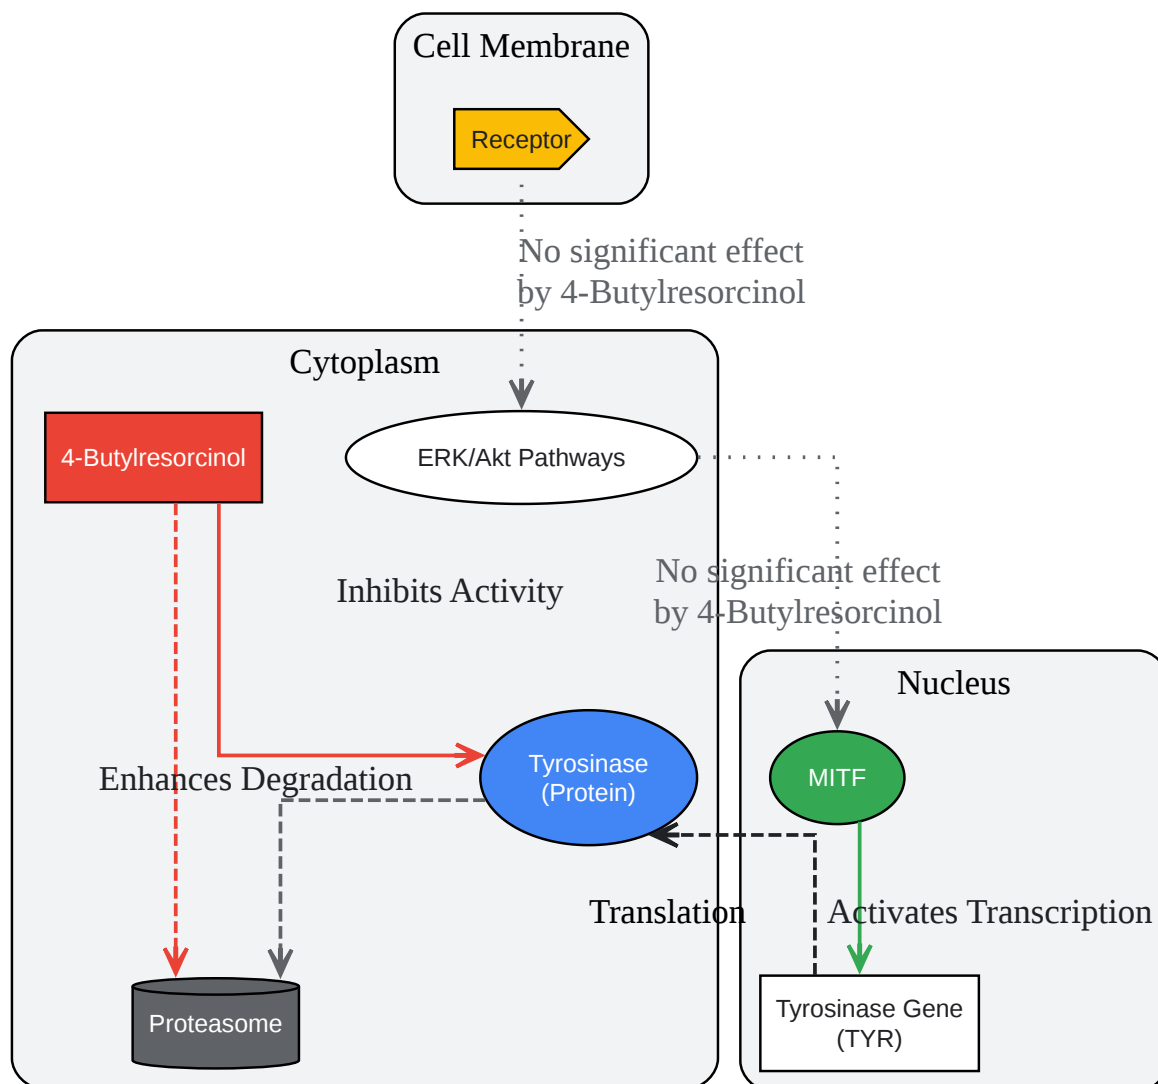 Cell Membrane
Receptor
No significant effect
by 4-Butylresorcinol
Cytoplasm
4-Butylresorcinol
ERK/Akt Pathways
Inhibits Activity
No significant effect
by 4-Butylresorcinol
Nucleus
Tyrosinase
(Protein)
MITF
Enhances Degradation
Translation
Activates Transcription
Proteasome
Tyrosinase Gene
(TYR)